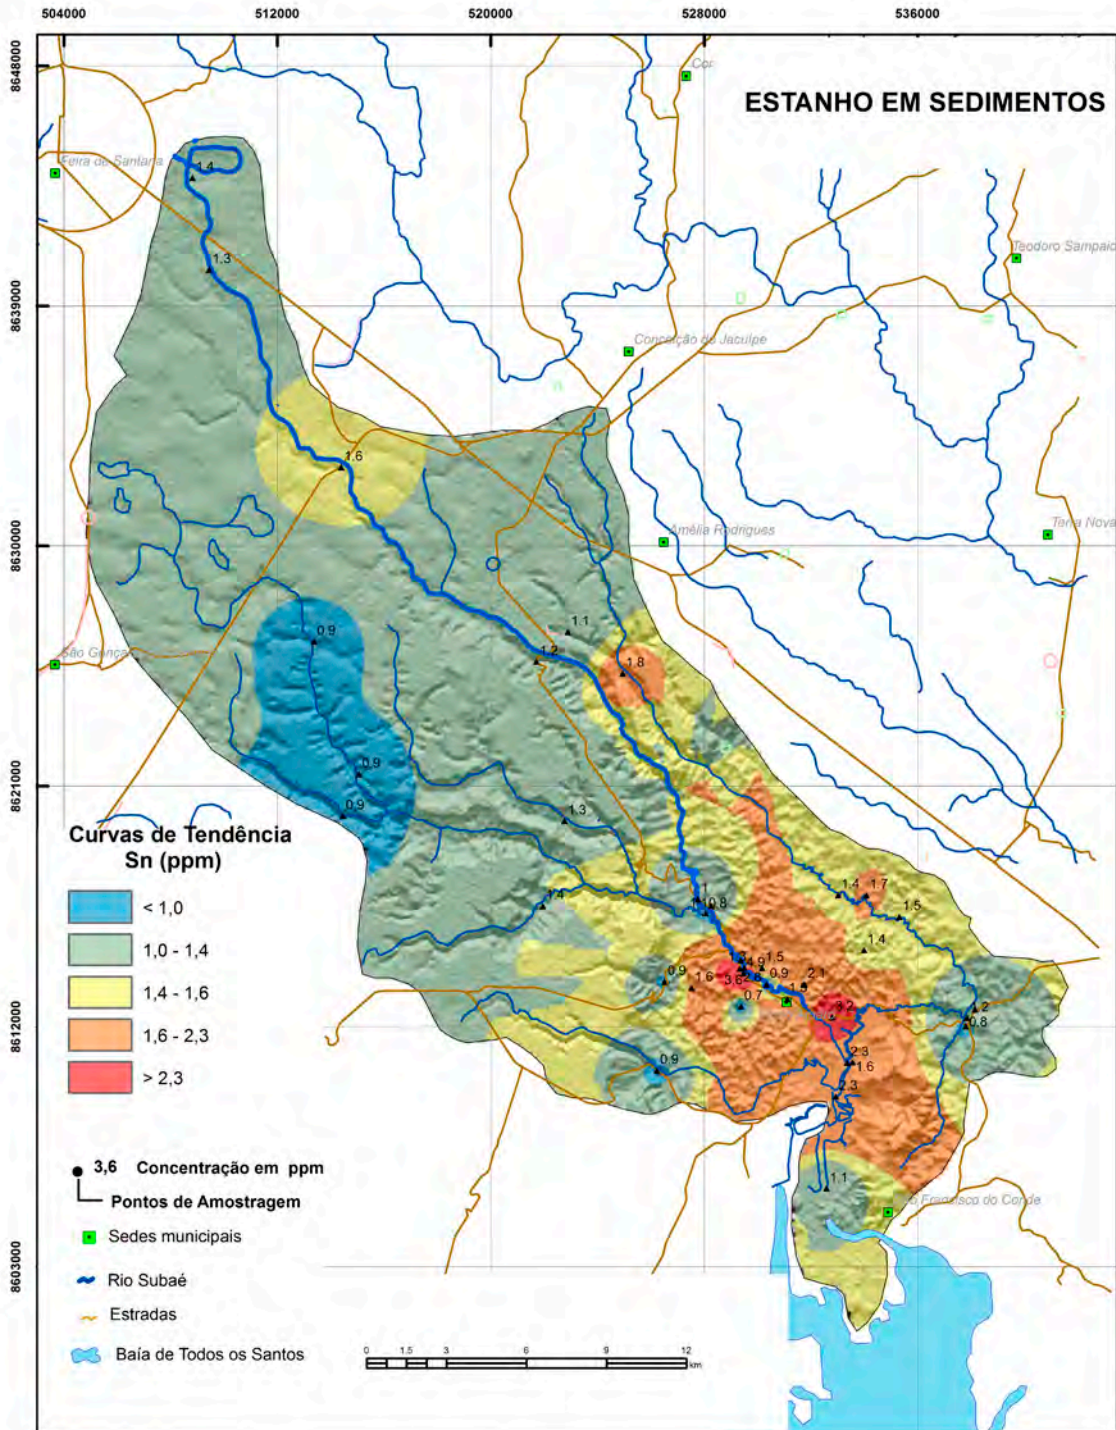 504000 512000 520000 528000 536000
8648000
8639000
8630000
8621000
8612000
8603000
ESTANHO EM SEDIMENTOS
Cor
Feira de Santana
1.4
Teodoro Sampaio
1.3
Conceição do Jacuípe
1.6
Amélia Rodrigues
Terra Nova
1.1
0.9
São Gonçalo
1.2
1.8
0.9
0.9
1.3
1.4
1.7
1.4
1
0.8
1.5
1.4
1.5
0.9
1.6
3.6
0.9
2.1
0.7
1.5
3.2
2
0.8
0.9
2.3
1.6
2.3
1.1
Francisco do Conde
Curvas de Tendência
Sn (ppm)
< 1,0
1,0 - 1,4
1,4 - 1,6
1,6 - 2,3
> 2,3
3,6 Concentração em ppm
Pontos de Amostragem
Sedes municipais
Rio Subaé
Estradas
Baía de Todos os Santos
0 1.5 3 6 9 12
km